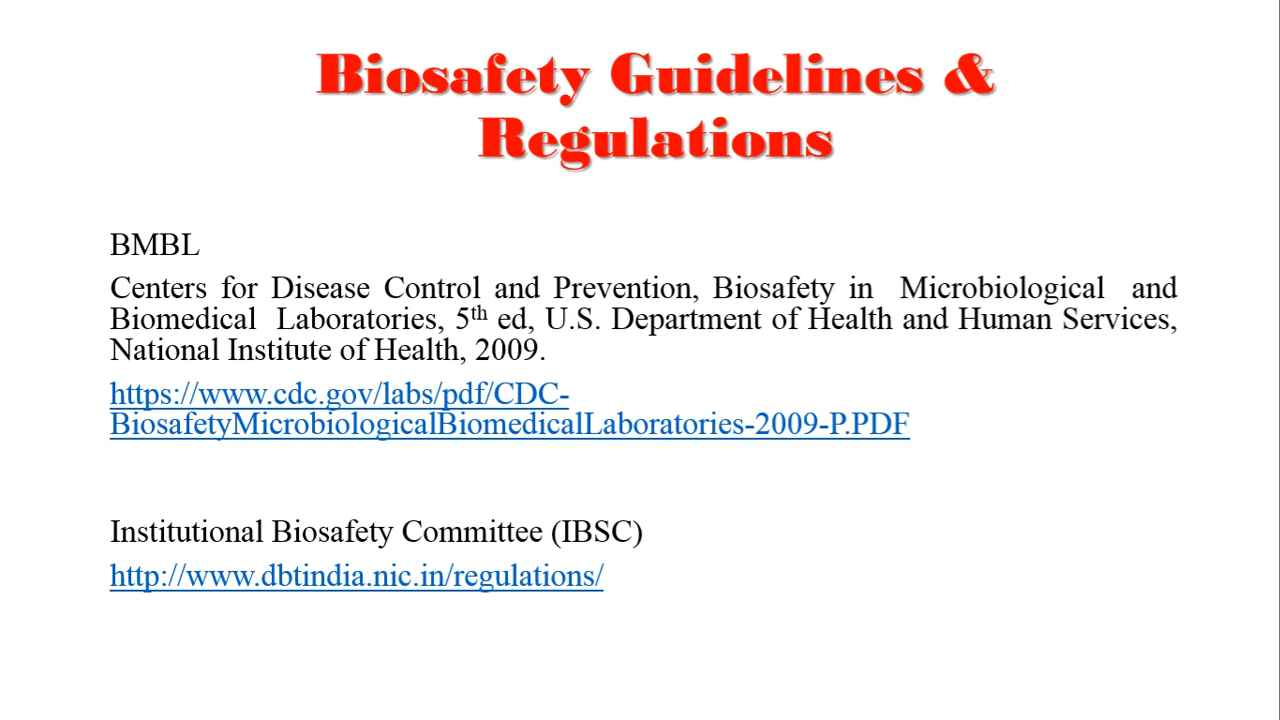 Biosafety Guidelines &
Regulations
BMBL
Centers for Disease Control and Prevention, Biosafety in Microbiological and
Biomedical Laboratories, 5th ed, U.S. Department of Health and Human Services,
National Institute of Health, 2009.
https://www.cdc.gov/labs/pdf/CDC-
BiosafetyMicrobiologicalBiomedicalLaboratories-2009-P.PDF
Institutional Biosafety Committee (IBSC)
http://www.dbtindia.nic.in/regulations/